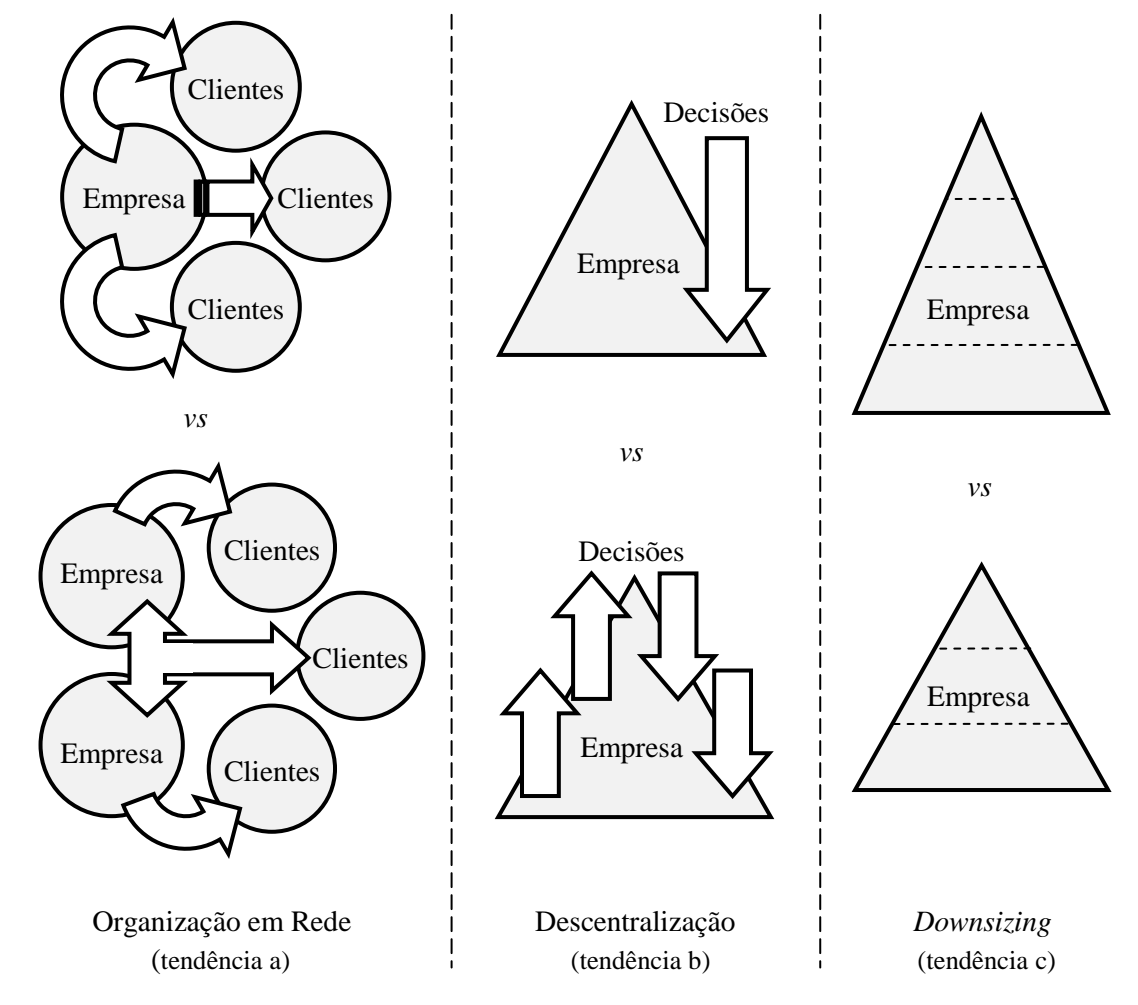 Clientes
Empresa
Clientes
Clientes
vs
Empresa
Clientes
Clientes
Empresa
Clientes
Organização em Rede
(tendência a)
Decisões
Empresa
vs
Decisões
Empresa
Descentralização
(tendência b)
Empresa
vs
Empresa
Downsizing
(tendência c)